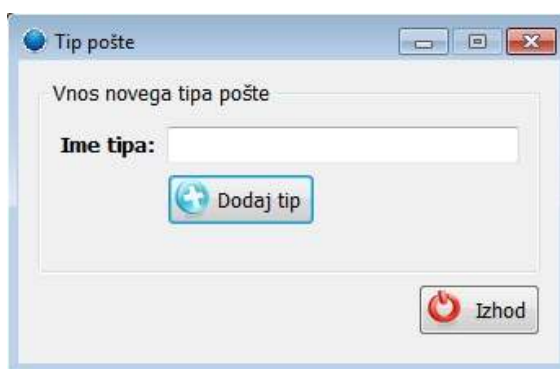 Tip pošte
Vnos novega tipa pošte
Ime tipa:
Dodaj tip
Izhod